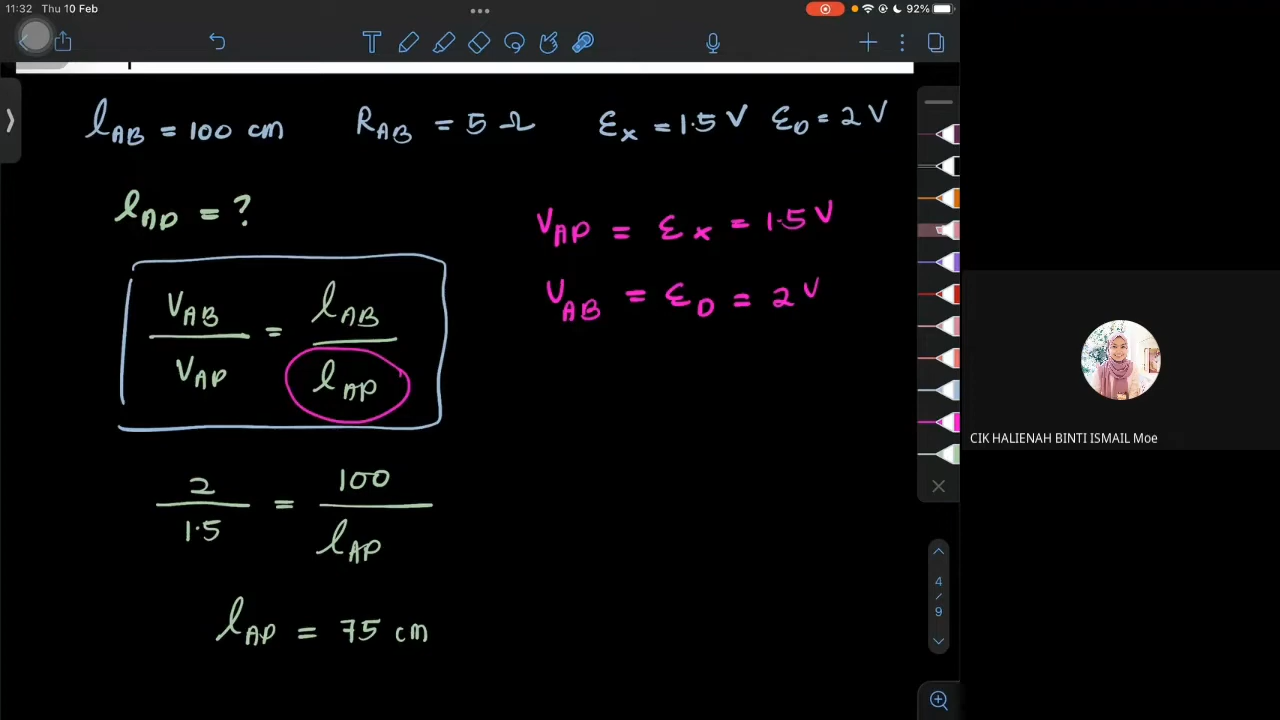 11:32 Thu 10 Feb
92%
l_AB = 100 cm R_AB = 5 Ω ε_x = 1.5 V ε_D = 2 V
l_AP = ?
V_AP = ε_x = 1.5 V
V_AB = ε_D = 2 V
V_AB / V_AP = l_AB / l_AP
2 / 1.5 = 100 / l_AP
l_AP = 75 cm
4 / 9
CIK HALIENAH BINTI ISMAIL Moe